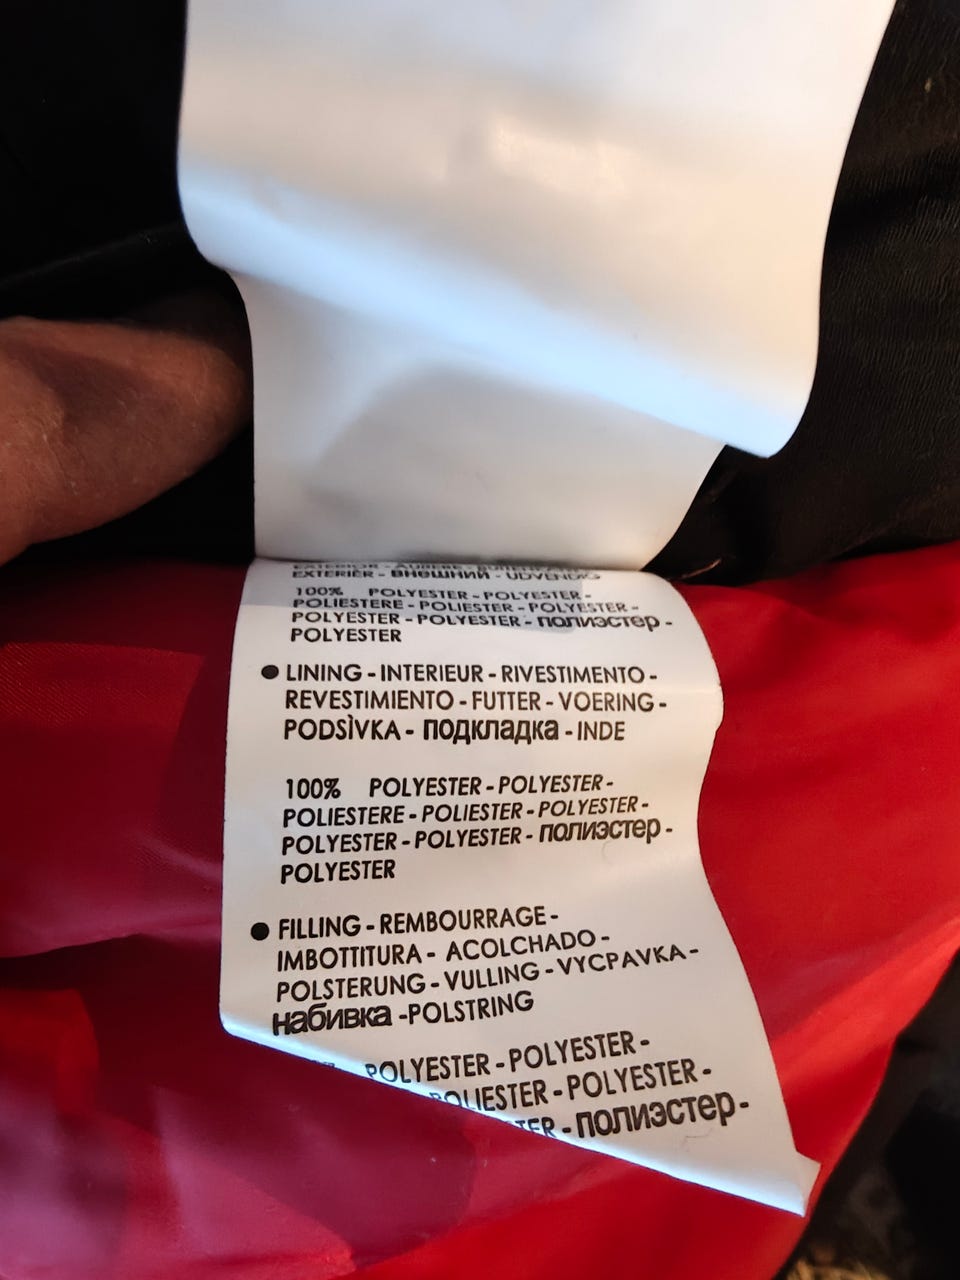 EXTERIÉR - внешний - UDVENDIG
100% POLYESTER - POLYESTER -
POLIESTERE - POLIESTER - POLYESTER -
POLYESTER - POLYESTER - полиэстер -
POLYESTER
● LINING - INTERIEUR - RIVESTIMENTO -
REVESTIMIENTO - FUTTER - VOERING -
PODSÌVKA - подкладка - INDE
100% POLYESTER - POLYESTER -
POLIESTERE - POLIESTER - POLYESTER -
POLYESTER - POLYESTER - полиэстер -
POLYESTER
● FILLING - REMBOURRAGE -
IMBOTTITURA - ACOLCHADO -
POLSTERUNG - VULLING - VYCPAVKA -
набивка -POLSTRING
POLYESTER - POLYESTER -
POLIESTER - POLYESTER -
- полиэстер -